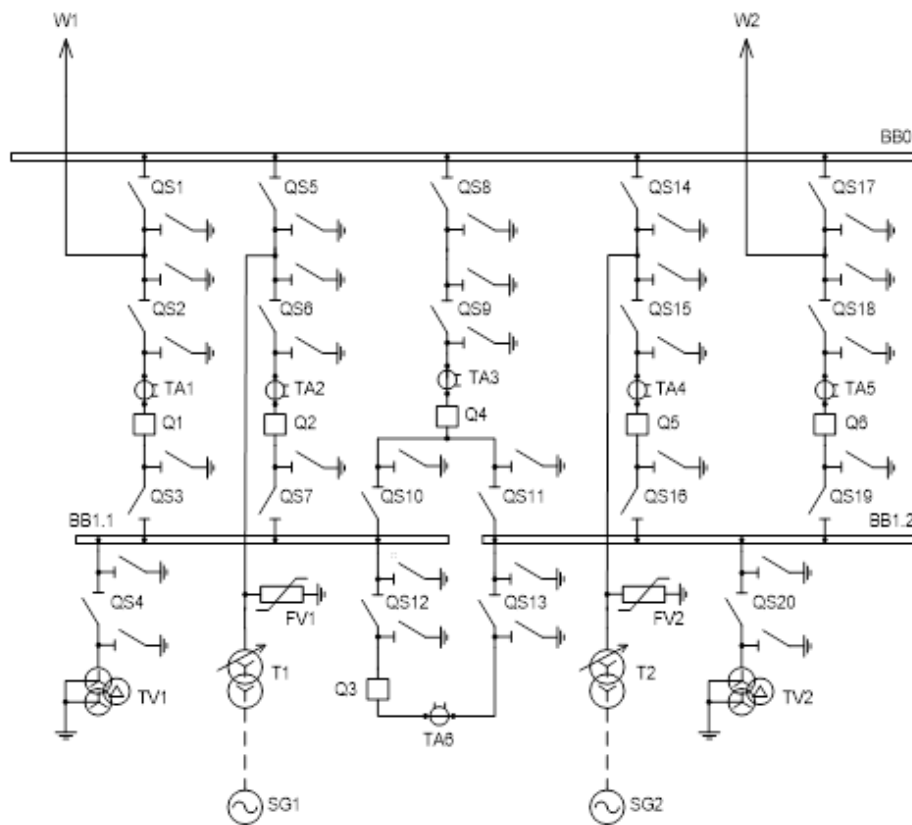 W1 W2
BB0
QS1 QS5 QS8 QS14 QS17
QS2 QS6 QS9 QS15 QS18
TA1 TA2 TA3 TA4 TA5
Q1 Q2 Q4 Q5 Q6
QS3 QS7 QS10 QS11 QS16 QS19
BB1.1 BB1.2
QS4 QS12 QS13 QS20
FV1 FV2
T1 T2
TV1 Q3 TV2
TA6
SG1 SG2